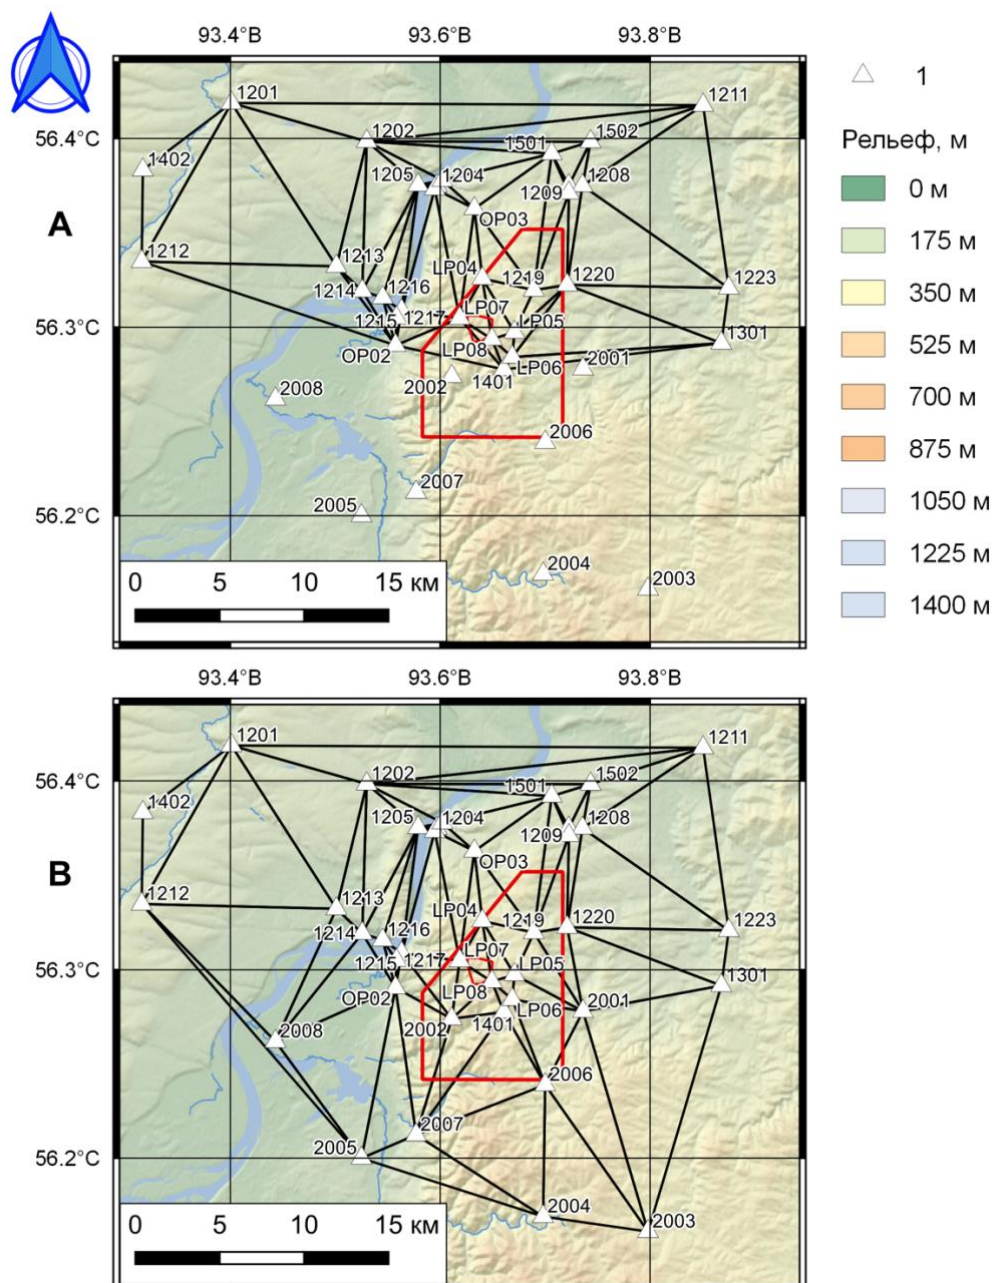 93.4°В 93.6°В 93.8°В
1201 1211 1
56.4°С 1202 1501 1502
Рельеф, м
1402 1205 1204 1209 1208 0 м
А OP03 175 м
1212 1213 LP04 1219 1220 1223
1214 1216 350 м
56.3°С 1215 1217 LP07 LP05 1301
OP02 LP08 LP06 2001 525 м
2002 1401
2008 700 м
2006 875 м
2007
56.2°С 2005 1050 м
2004 2003 1225 м
0 5 10 15 км
1400 м
93.4°В 93.6°В 93.8°В
1201 1211
56.4°С 1202 1501 1502
1402 1205 1204 1209 1208
В OP03
1212 1213 LP04 1219 1220 1223
1214 1216
56.3°С 1215 1217 LP07 LP05 1301
OP02 LP08 LP06 2001
2002 1401
2008
2006
2007
56.2°С 2005
2004 2003
0 5 10 15 км